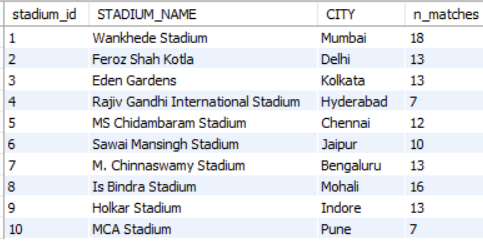 stadium_id STADIUM_NAME CITY n_matches
1 Wankhede Stadium Mumbai 18
2 Feroz Shah Kotla Delhi 13
3 Eden Gardens Kolkata 13
4 Rajiv Gandhi International Stadium Hyderabad 7
5 MS Chidambaram Stadium Chennai 12
6 Sawai Mansingh Stadium Jaipur 10
7 M. Chinnaswamy Stadium Bengaluru 13
8 Is Bindra Stadium Mohali 16
9 Holkar Stadium Indore 13
10 MCA Stadium Pune 7